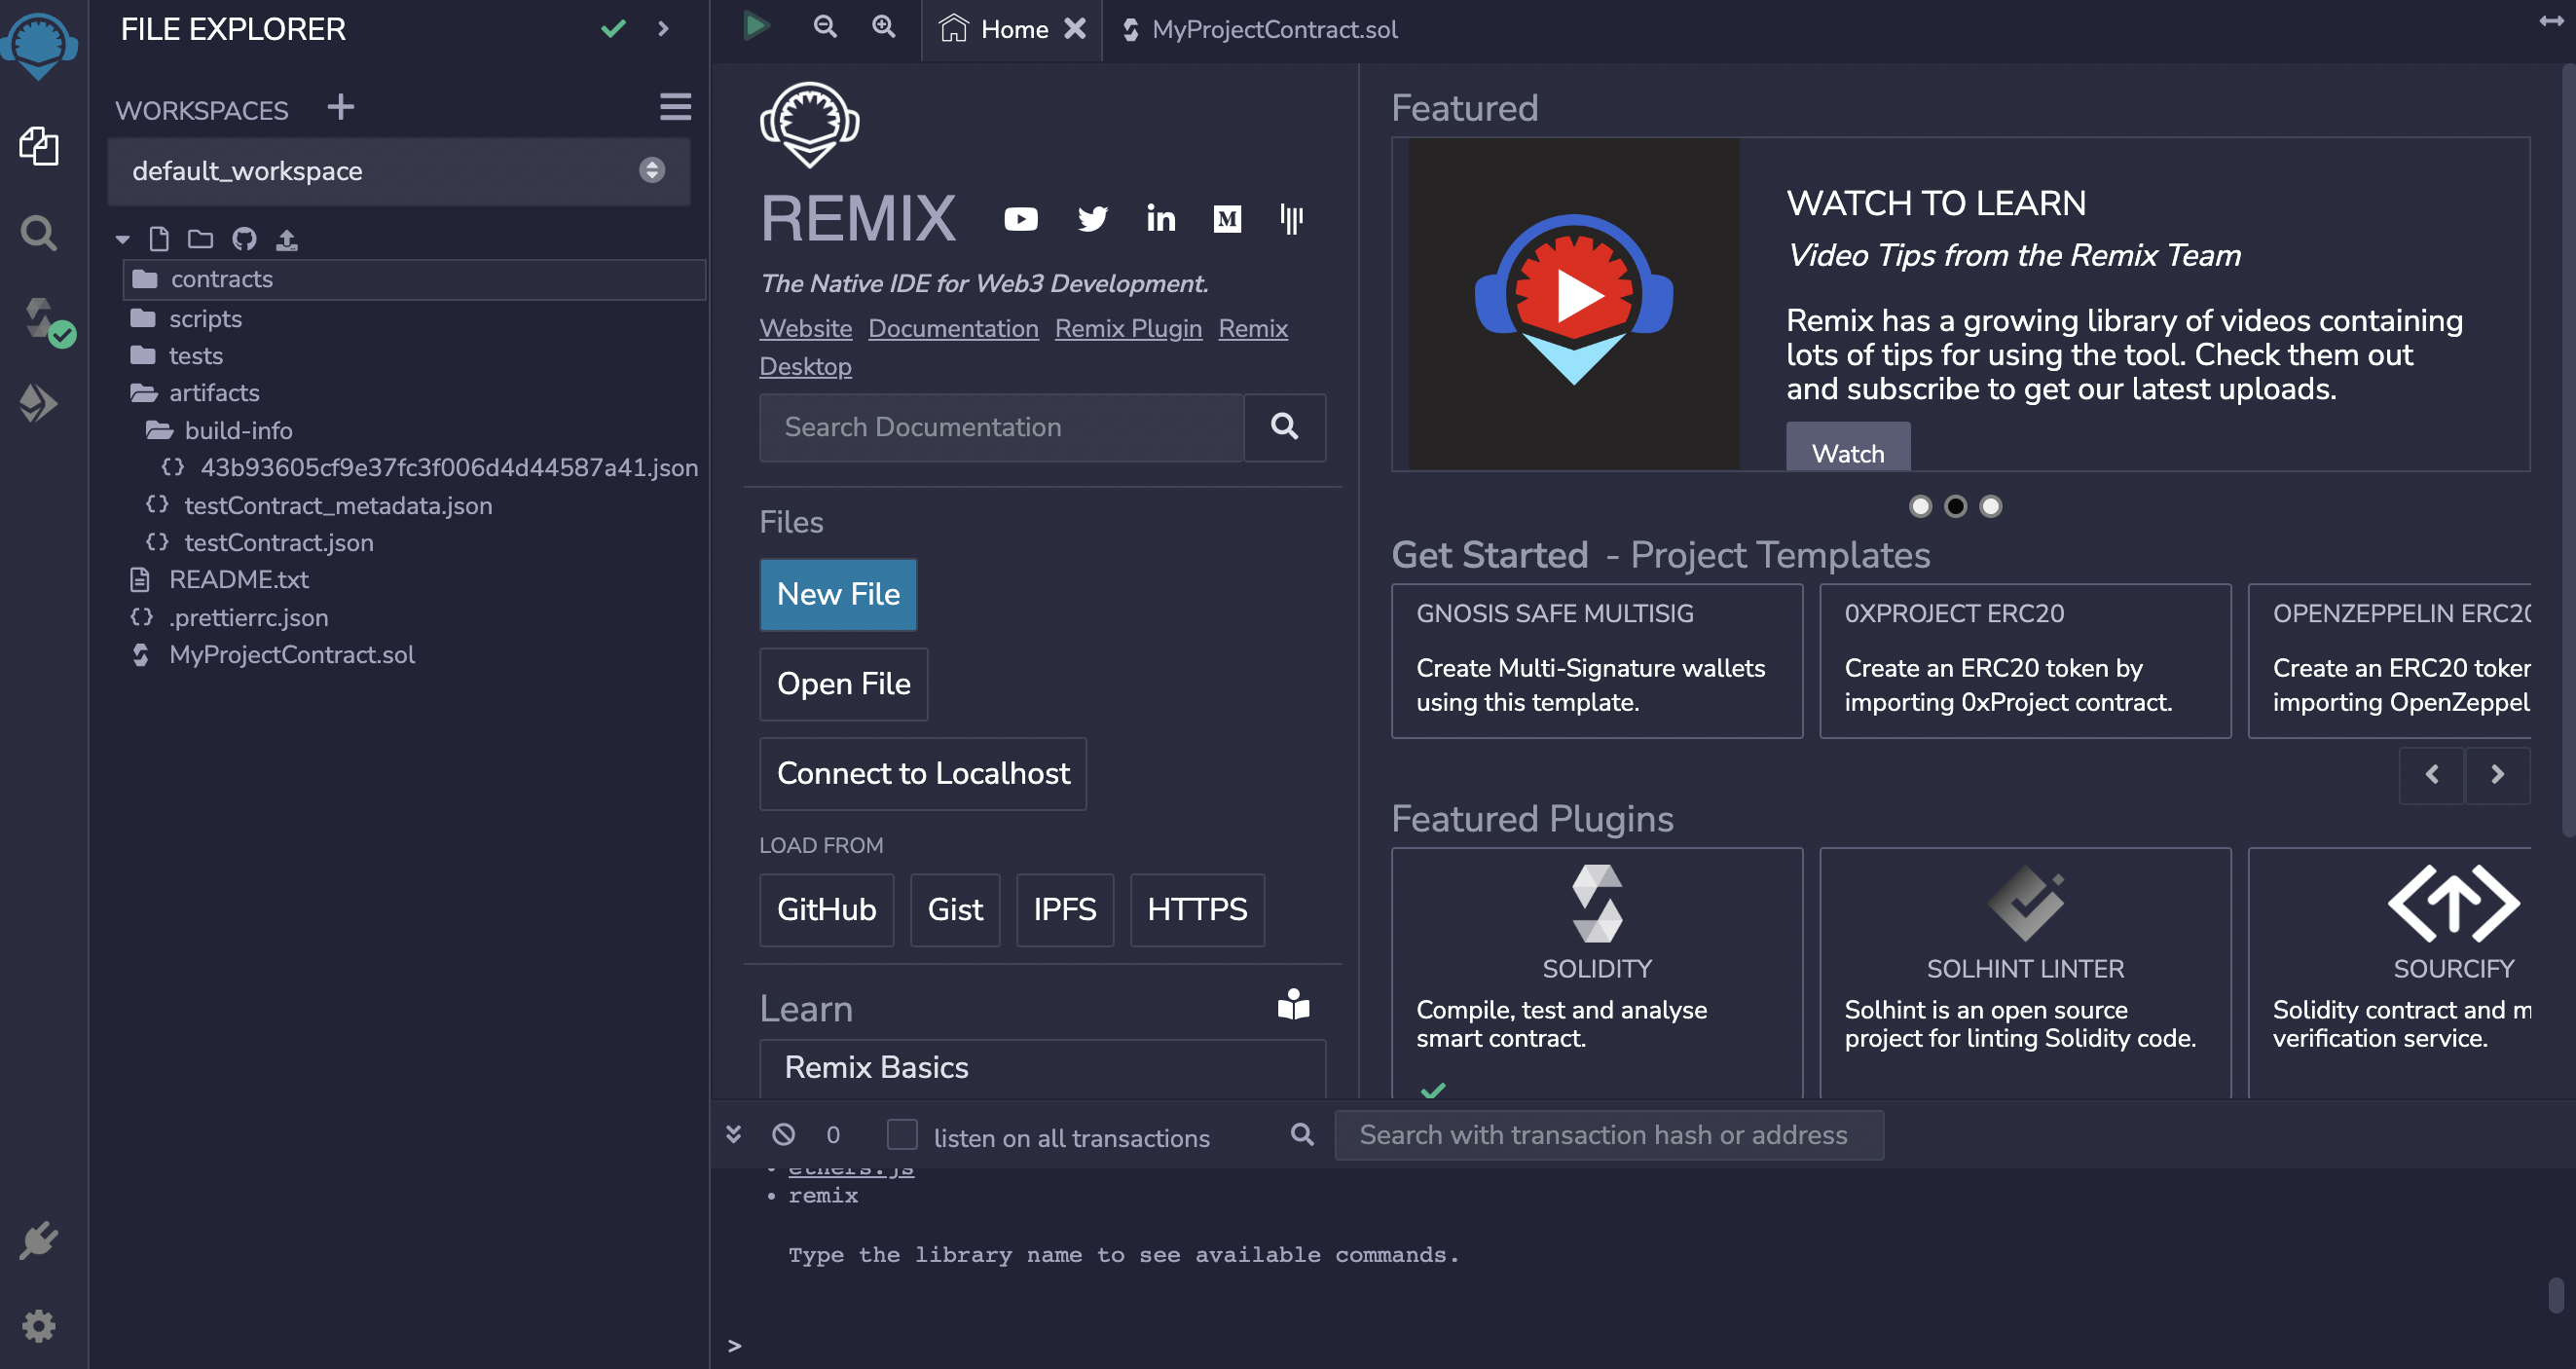 FILE EXPLORER
WORKSPACES
default_workspace
contracts
scripts
tests
artifacts
build-info
43b93605cf9e37fc3f006d4d44587a41.json
testContract_metadata.json
testContract.json
README.txt
.prettierrc.json
MyProjectContract.sol
Home
MyProjectContract.sol
REMIX
The Native IDE for Web3 Development.
Website Documentation Remix Plugin Remix
Desktop
Search Documentation
Files
New File
Open File
Connect to Localhost
LOAD FROM
GitHub Gist IPFS HTTPS
Learn
Remix Basics
Featured
WATCH TO LEARN
Video Tips from the Remix Team
Remix has a growing library of videos containing
lots of tips for using the tool. Check them out
and subscribe to get our latest uploads.
Watch
Get Started - Project Templates
GNOSIS SAFE MULTISIG
Create Multi-Signature wallets
using this template.
0XPROJECT ERC20
Create an ERC20 token by
importing 0xProject contract.
OPENZEPPELIN ERC20
Create an ERC20 token
importing OpenZeppel
Featured Plugins
SOLIDITY
Compile, test and analyse
smart contract.
SOLHINT LINTER
Solhint is an open source
project for linting Solidity code.
SOURCIFY
Solidity contract and m
verification service.
0 listen on all transactions Search with transaction hash or address
• ethers.js
• remix
Type the library name to see available commands.
>